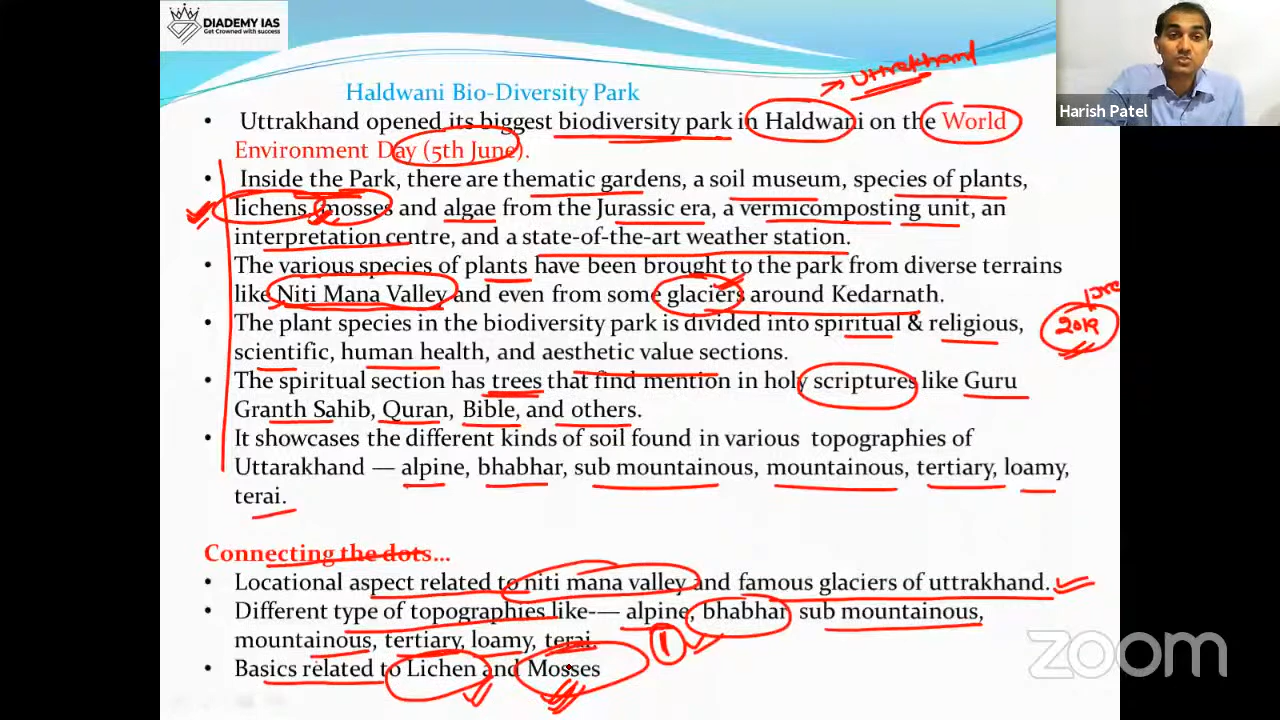 DIADEMY IAS
Get Crowned with success
Uttrakhand
Harish Patel
Haldwani Bio-Diversity Park
• Uttrakhand opened its biggest biodiversity park in Haldwani on the World
Environment Day (5th June).
• Inside the Park, there are thematic gardens, a soil museum, species of plants,
lichens, mosses and algae from the Jurassic era, a vermicomposting unit, an
interpretation centre, and a state-of-the-art weather station.
• The various species of plants have been brought to the park from diverse terrains
like Niti Mana Valley and even from some glaciers around Kedarnath.
• The plant species in the biodiversity park is divided into spiritual & religious,
scientific, human health, and aesthetic value sections.
2019
• The spiritual section has trees that find mention in holy scriptures like Guru
Granth Sahib, Quran, Bible, and others.
• It showcases the different kinds of soil found in various topographies of
Uttarakhand — alpine, bhabhar, sub mountainous, mountainous, tertiary, loamy,
terai.
Connecting the dots…
• Locational aspect related to niti mana valley and famous glaciers of uttrakhand.
• Different type of topographies like-— alpine, bhabhar sub mountainous,
mountainous, tertiary, loamy, terai.
1
• Basics related to Lichen and Mosses
zoom